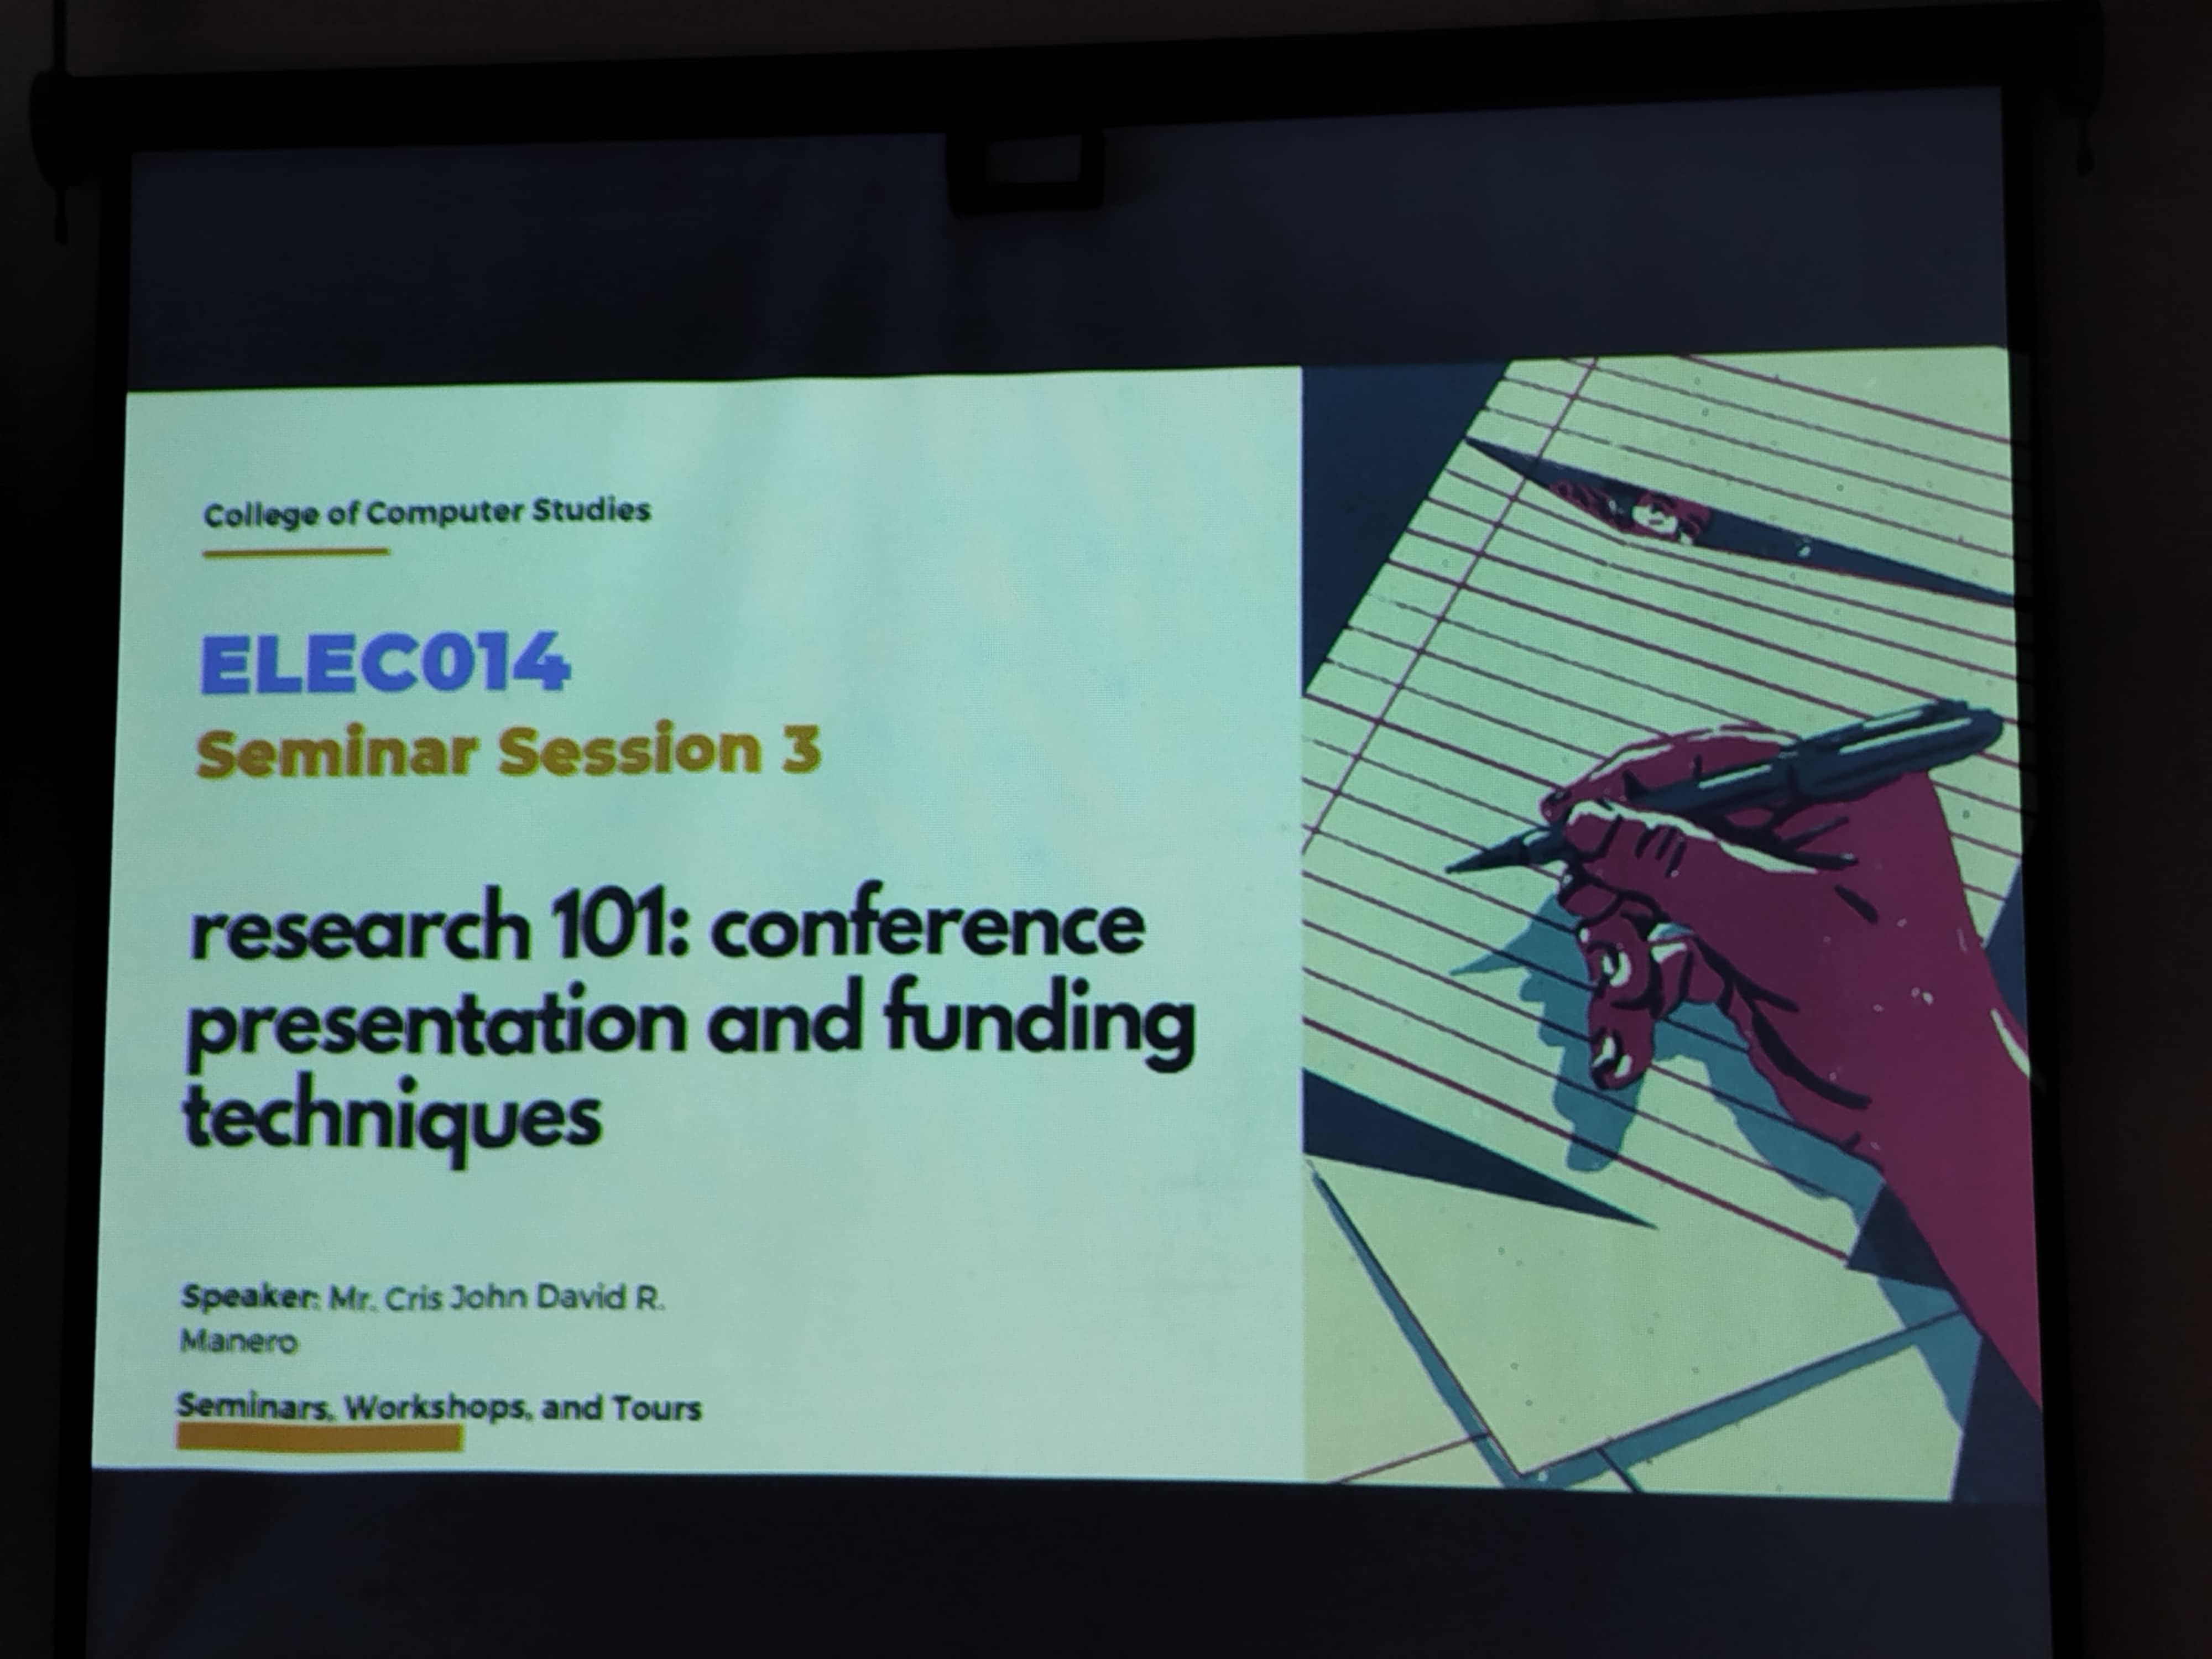 College of Computer Studies
ELEC014
Seminar Session 3
research 101: conference
presentation and funding
techniques
Speaker: Mr. Cris John David R.
Manero
Seminars, Workshops, and Tours